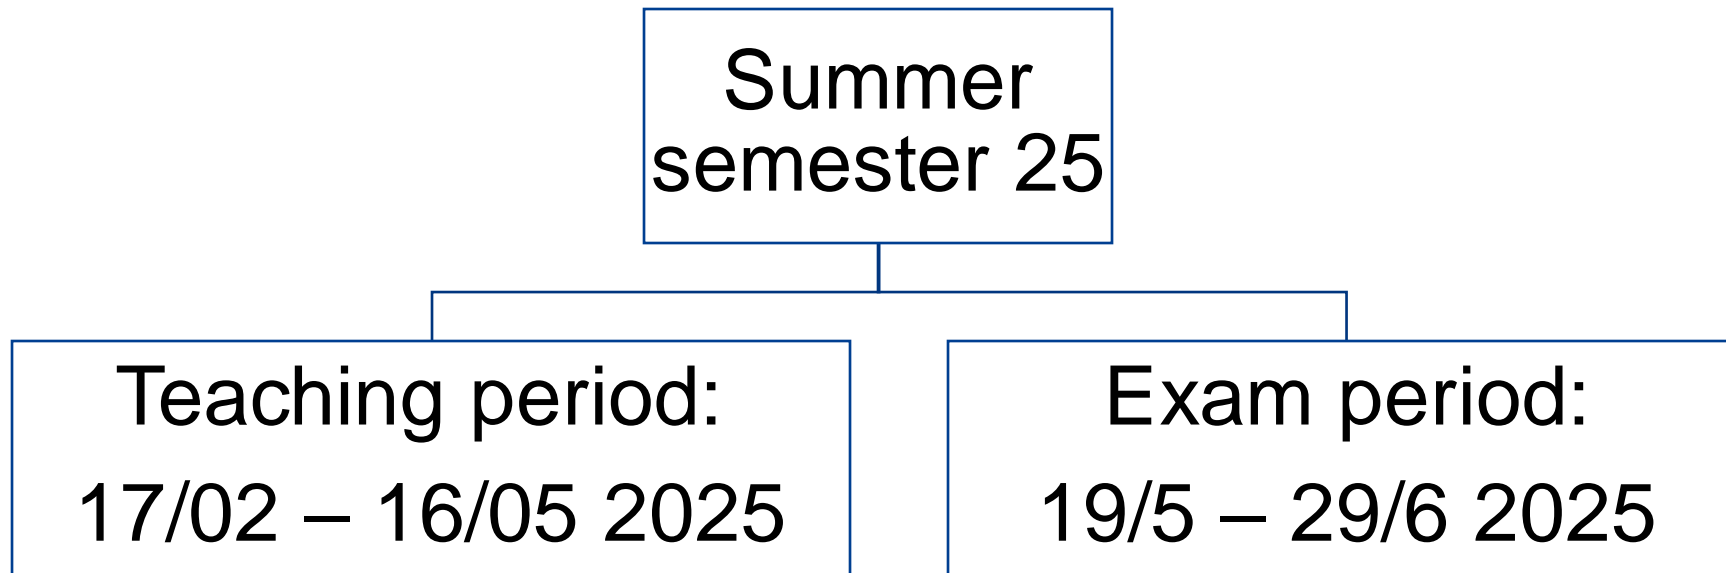 Summer
semester 25
Teaching period:
17/02 – 16/05 2025
Exam period:
19/5 – 29/6 2025